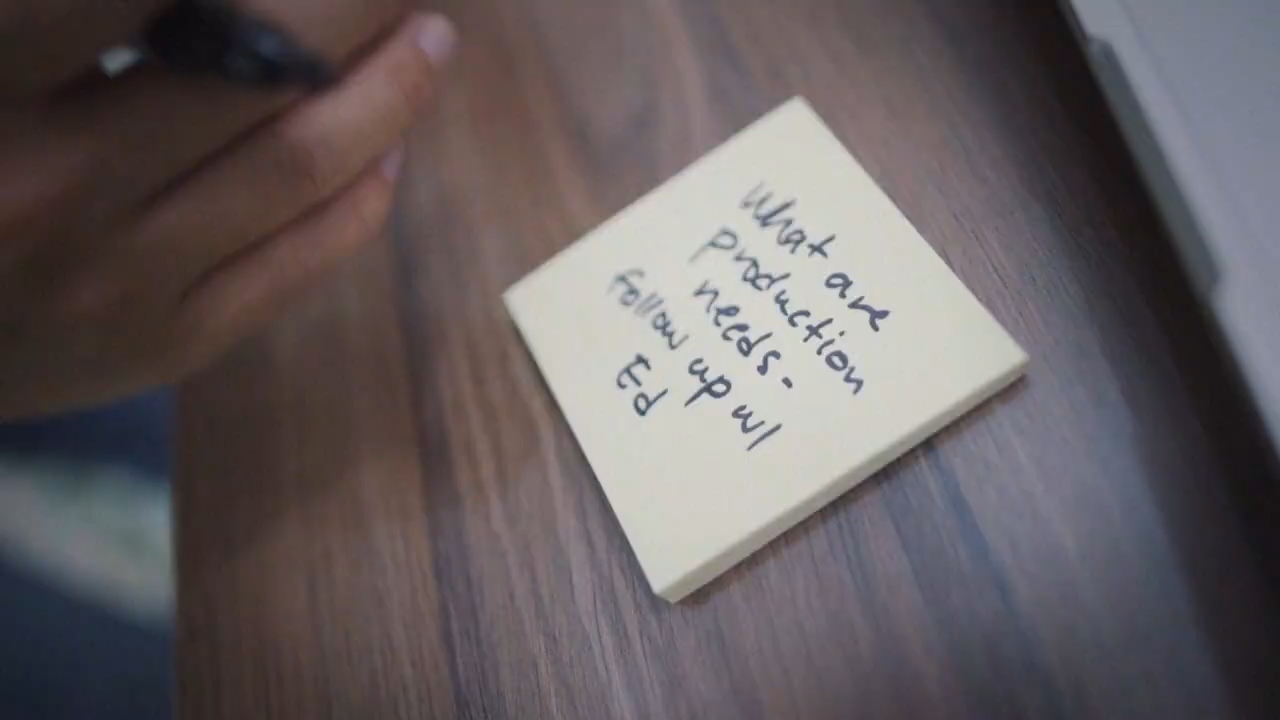 What are
production
needs-
follow up w/
Ed